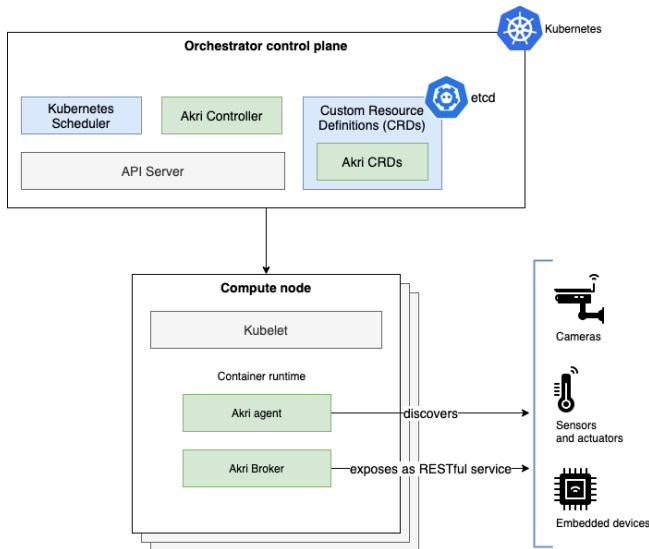 Orchestrator control plane
Kubernetes
Kubernetes
Scheduler
Akri Controller
Custom Resource
Definitions (CRDs)
etcd
Akri CRDs
API Server
Compute node
Kubelet
Container runtime
Akri agent
discovers
Akri Broker
exposes as RESTful service
Cameras
Sensors
and actuators
Embedded devices